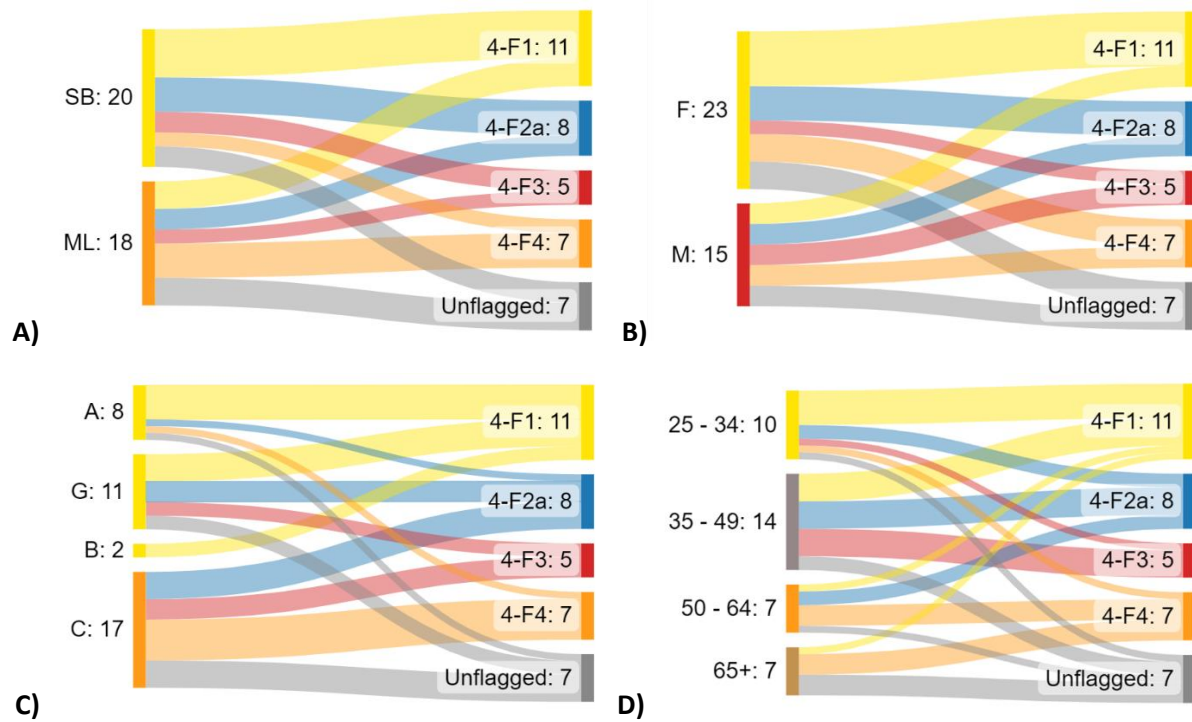 SB: 20
ML: 18
4-F1: 11
4-F2a: 8
4-F3: 5
4-F4: 7
Unflagged: 7
A)
F: 23
M: 15
4-F1: 11
4-F2a: 8
4-F3: 5
4-F4: 7
Unflagged: 7
B)
A: 8
G: 11
B: 2
C: 17
4-F1: 11
4-F2a: 8
4-F3: 5
4-F4: 7
Unflagged: 7
C)
25 - 34: 10
35 - 49: 14
50 - 64: 7
65+: 7
4-F1: 11
4-F2a: 8
4-F3: 5
4-F4: 7
Unflagged: 7
D)